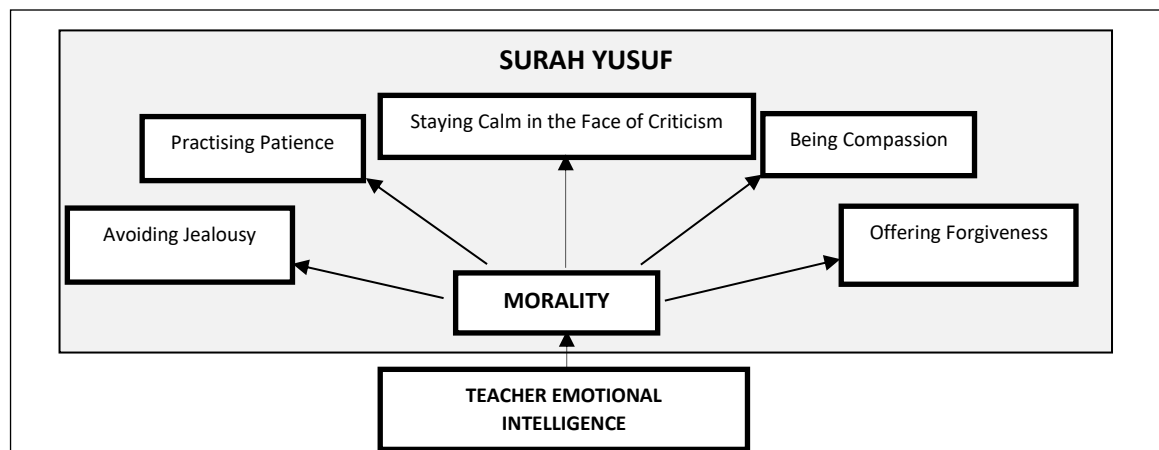 SURAH YUSUF
Staying Calm in the Face of Criticism
Practising Patience
Being Compassion
Avoiding Jealousy
Offering Forgiveness
MORALITY
TEACHER EMOTIONAL
INTELLIGENCE